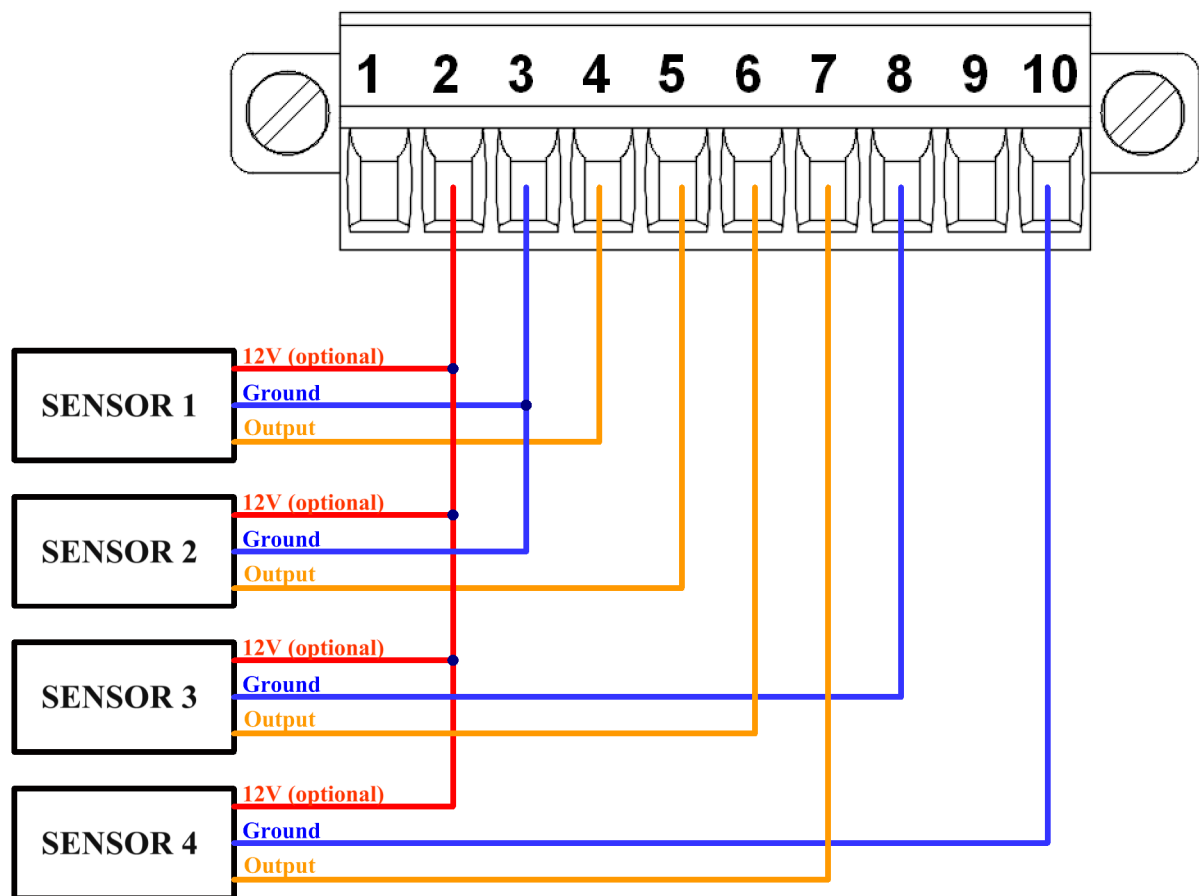 1 2 3 4 5 6 7 8 9 10
12V (optional)
SENSOR 1
Ground
Output
12V (optional)
SENSOR 2
Ground
Output
12V (optional)
SENSOR 3
Ground
Output
12V (optional)
SENSOR 4
Ground
Output